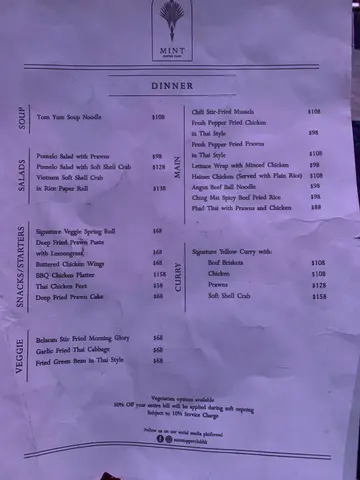 MINT
DINNER
SOUP
Tom Yum Soup Noodle $108
SALADS
Pomelo Salad with Prawns $98
Pomelo Salad with Soft Shell Crab $128
Vietnam Soft Shell Crab
in Rice Paper Roll $138
SNACKS/STARTERS
Signature Veggie Spring Roll $68
Deep Fried Prawn Paste
with Lemongrass $68
Buttered Chicken Wings $68
BBQ Chicken Platter $158
Thai Chicken Feet $58
Deep Fried Prawn Cake $68
VEGGIE
Belacan Stir Fried Morning Glory $68
Garlic Fried Thai Cabbage $68
Fried Green Bean in Thai Style $68
MAIN
Chili Stir-Fried Mussels $108
Fresh Pepper Fried Chicken
in Thai Style $98
Fresh Pepper Fried Prawns
in Thai Style $108
Lettuce Wrap with Minced Chicken $98
Hainan Chicken (Served with Plain Rice) $108
Angus Beef Ball Noodle $98
Ching Mai Spicy Beef Fried Rice $98
Phad Thai with Prawns and Chicken $88
CURRY
Signature Yellow Curry with:
Beef Briskets $108
Chicken $108
Prawns $128
Soft Shell Crab $158
Vegetarian options available
50% Off your entire bill will be applied during soft opening
Subject to 10% Service Charge
Follow us on our social media platforms!